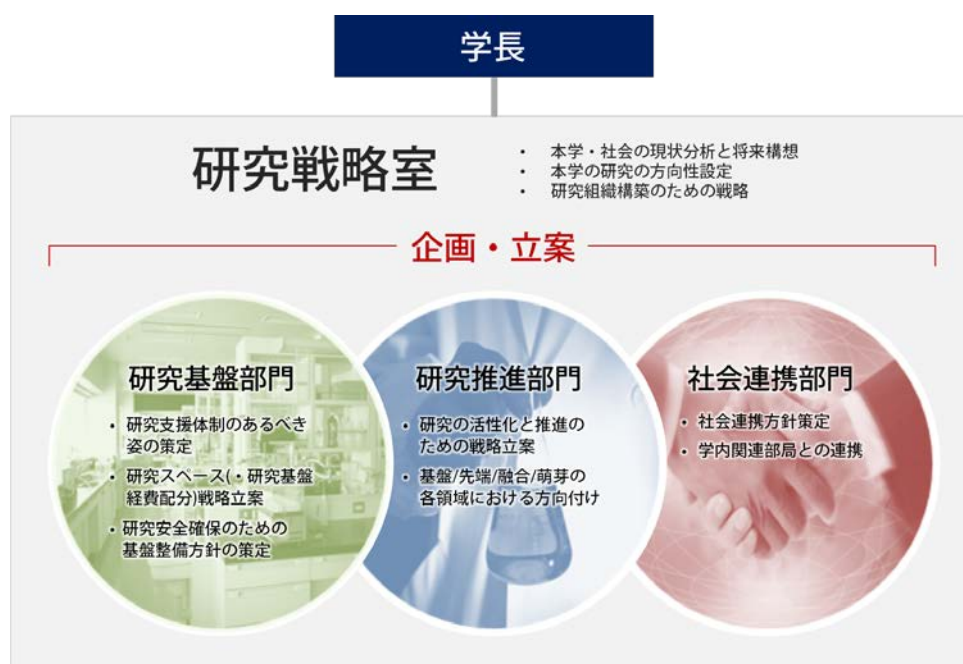 学長
研究戦略室
・ 本学・社会の現状分析と将来構想
・ 本学の研究の方向性設定
・ 研究組織構築のための戦略
企画・立案
研究基盤部門
・ 研究支援体制のあるべき
姿の策定
・ 研究スペース(・研究基盤
経費配分)戦略立案
・ 研究安全確保のための
基盤整備方針の策定
研究推進部門
・ 研究の活性化と推進の
ための戦略立案
・ 基盤/先端/融合/萌芽の
各領域における方向付け
社会連携部門
・ 社会連携方針策定
・ 学内関連部局との連携